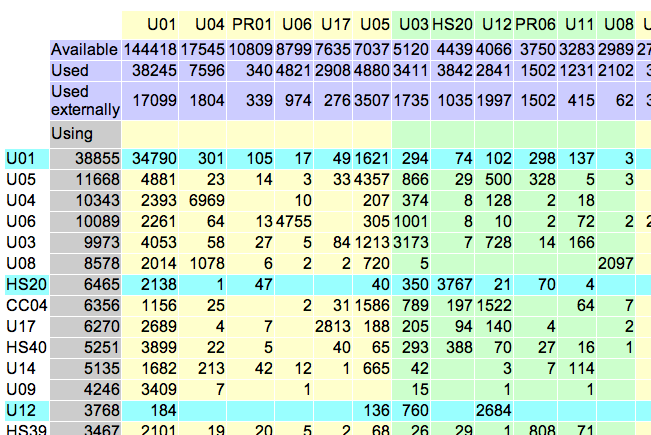 U01 U04 PR01 U06 U17 U05 U03 HS20 U12 PR06 U11 U08
Available 144418 17545 10809 8799 7635 7037 5120 4439 4066 3750 3283 2989
Used 38245 7596 340 4821 2908 4880 3411 3842 2841 1502 1231 2102
Used
externally 17099 1804 339 974 276 3507 1735 1035 1997 1502 415 62
Using
U01 38855 34790 301 105 17 49 1621 294 74 102 298 137 3
U05 11668 4881 23 14 3 33 4357 866 29 500 328 5 3
U04 10343 2393 6969 10 207 374 8 128 2 18
U06 10089 2261 64 13 4755 305 1001 8 10 2 72 2
U03 9973 4053 58 27 5 84 1213 3173 7 728 14 166
U08 8578 2014 1078 6 2 2 720 5 2097
HS20 6465 2138 1 47 40 350 3767 21 70 4
CC04 6356 1156 25 2 31 1586 789 197 1522 64 7
U17 6270 2689 4 7 2813 188 205 94 140 4 2
HS40 5251 3899 22 5 40 65 293 388 70 27 16 1
U14 5135 1682 213 42 12 1 665 42 3 7 114
U09 4246 3409 7 1 15 1 1
U12 3768 184 136 760 2684
HS39 3467 2101 19 20 5 2 68 26 29 1 808 71